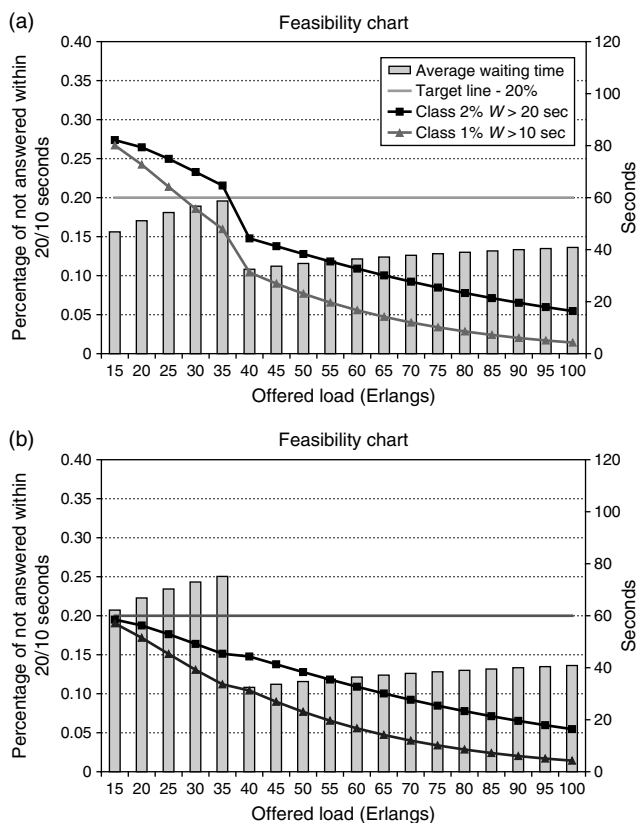 (a)
Feasibility chart
0.40
0.35
0.30
0.25
0.20
0.15
0.10
0.05
0
Percentage of not answered within
20/10 seconds
120
100
80
60
40
20
0
Seconds
Average waiting time
Target line - 20%
Class 2% W > 20 sec
Class 1% W > 10 sec
15 20 25 30 35 40 45 50 55 60 65 70 75 80 85 90 95 100
Offered load (Erlangs)
(b)
Feasibility chart
0.40
0.35
0.30
0.25
0.20
0.15
0.10
0.05
0
Percentage of not answered within
20/10 seconds
120
100
80
60
40
20
0
Seconds
15 20 25 30 35 40 45 50 55 60 65 70 75 80 85 90 95 100
Offered load (Erlangs)